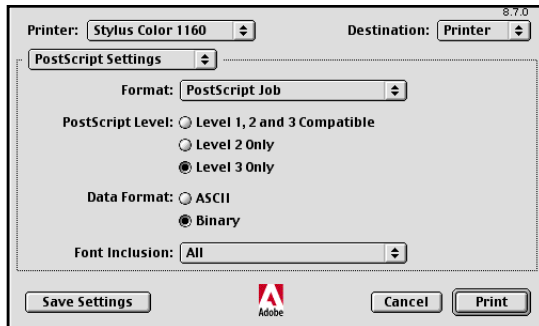 8.7.0
Printer: Stylus Color 1160 Destination: Printer
PostScript Settings
Format: PostScript Job
PostScript Level: Level 1, 2 and 3 Compatible
Level 2 Only
Level 3 Only
Data Format: ASCII
Binary
Font Inclusion: All
Save Settings Adobe Cancel Print